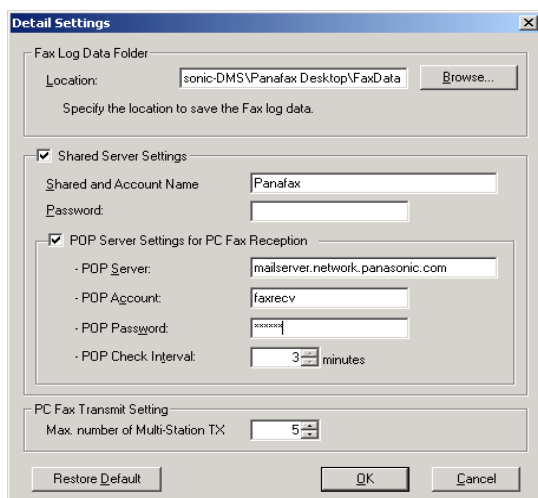 Detail Settings
Fax Log Data Folder
Location: sonic-DMS\Panafax Desktop\FaxData Browse...
Specify the location to save the Fax log data.
Shared Server Settings
Shared and Account Name Panafax
Password:
POP Server Settings for PC Fax Reception
- POP Server: mailserver.network.panasonic.com
- POP Account: faxrecv
- POP Password: xxxxxx
- POP Check Interval: 3 minutes
PC Fax Transmit Setting
Max. number of Multi-Station TX 5
Restore Default OK Cancel